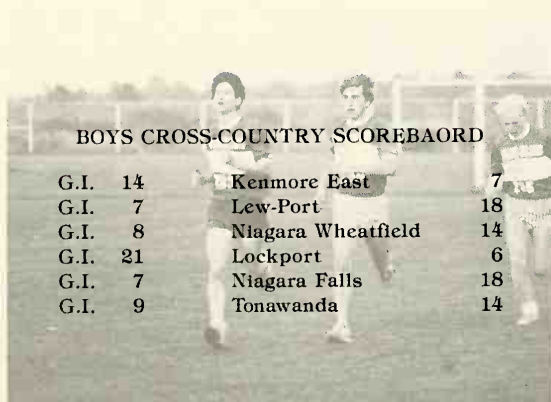 BOYS CROSS-COUNTRY SCOREBAORD
G.I. 14 Kenmore East 7
G.I. 7 Lew-Port 18
G.I. 8 Niagara Wheatfield 14
G.I. 21 Lockport 6
G.I. 7 Niagara Falls 18
G.I. 9 Tonawanda 14